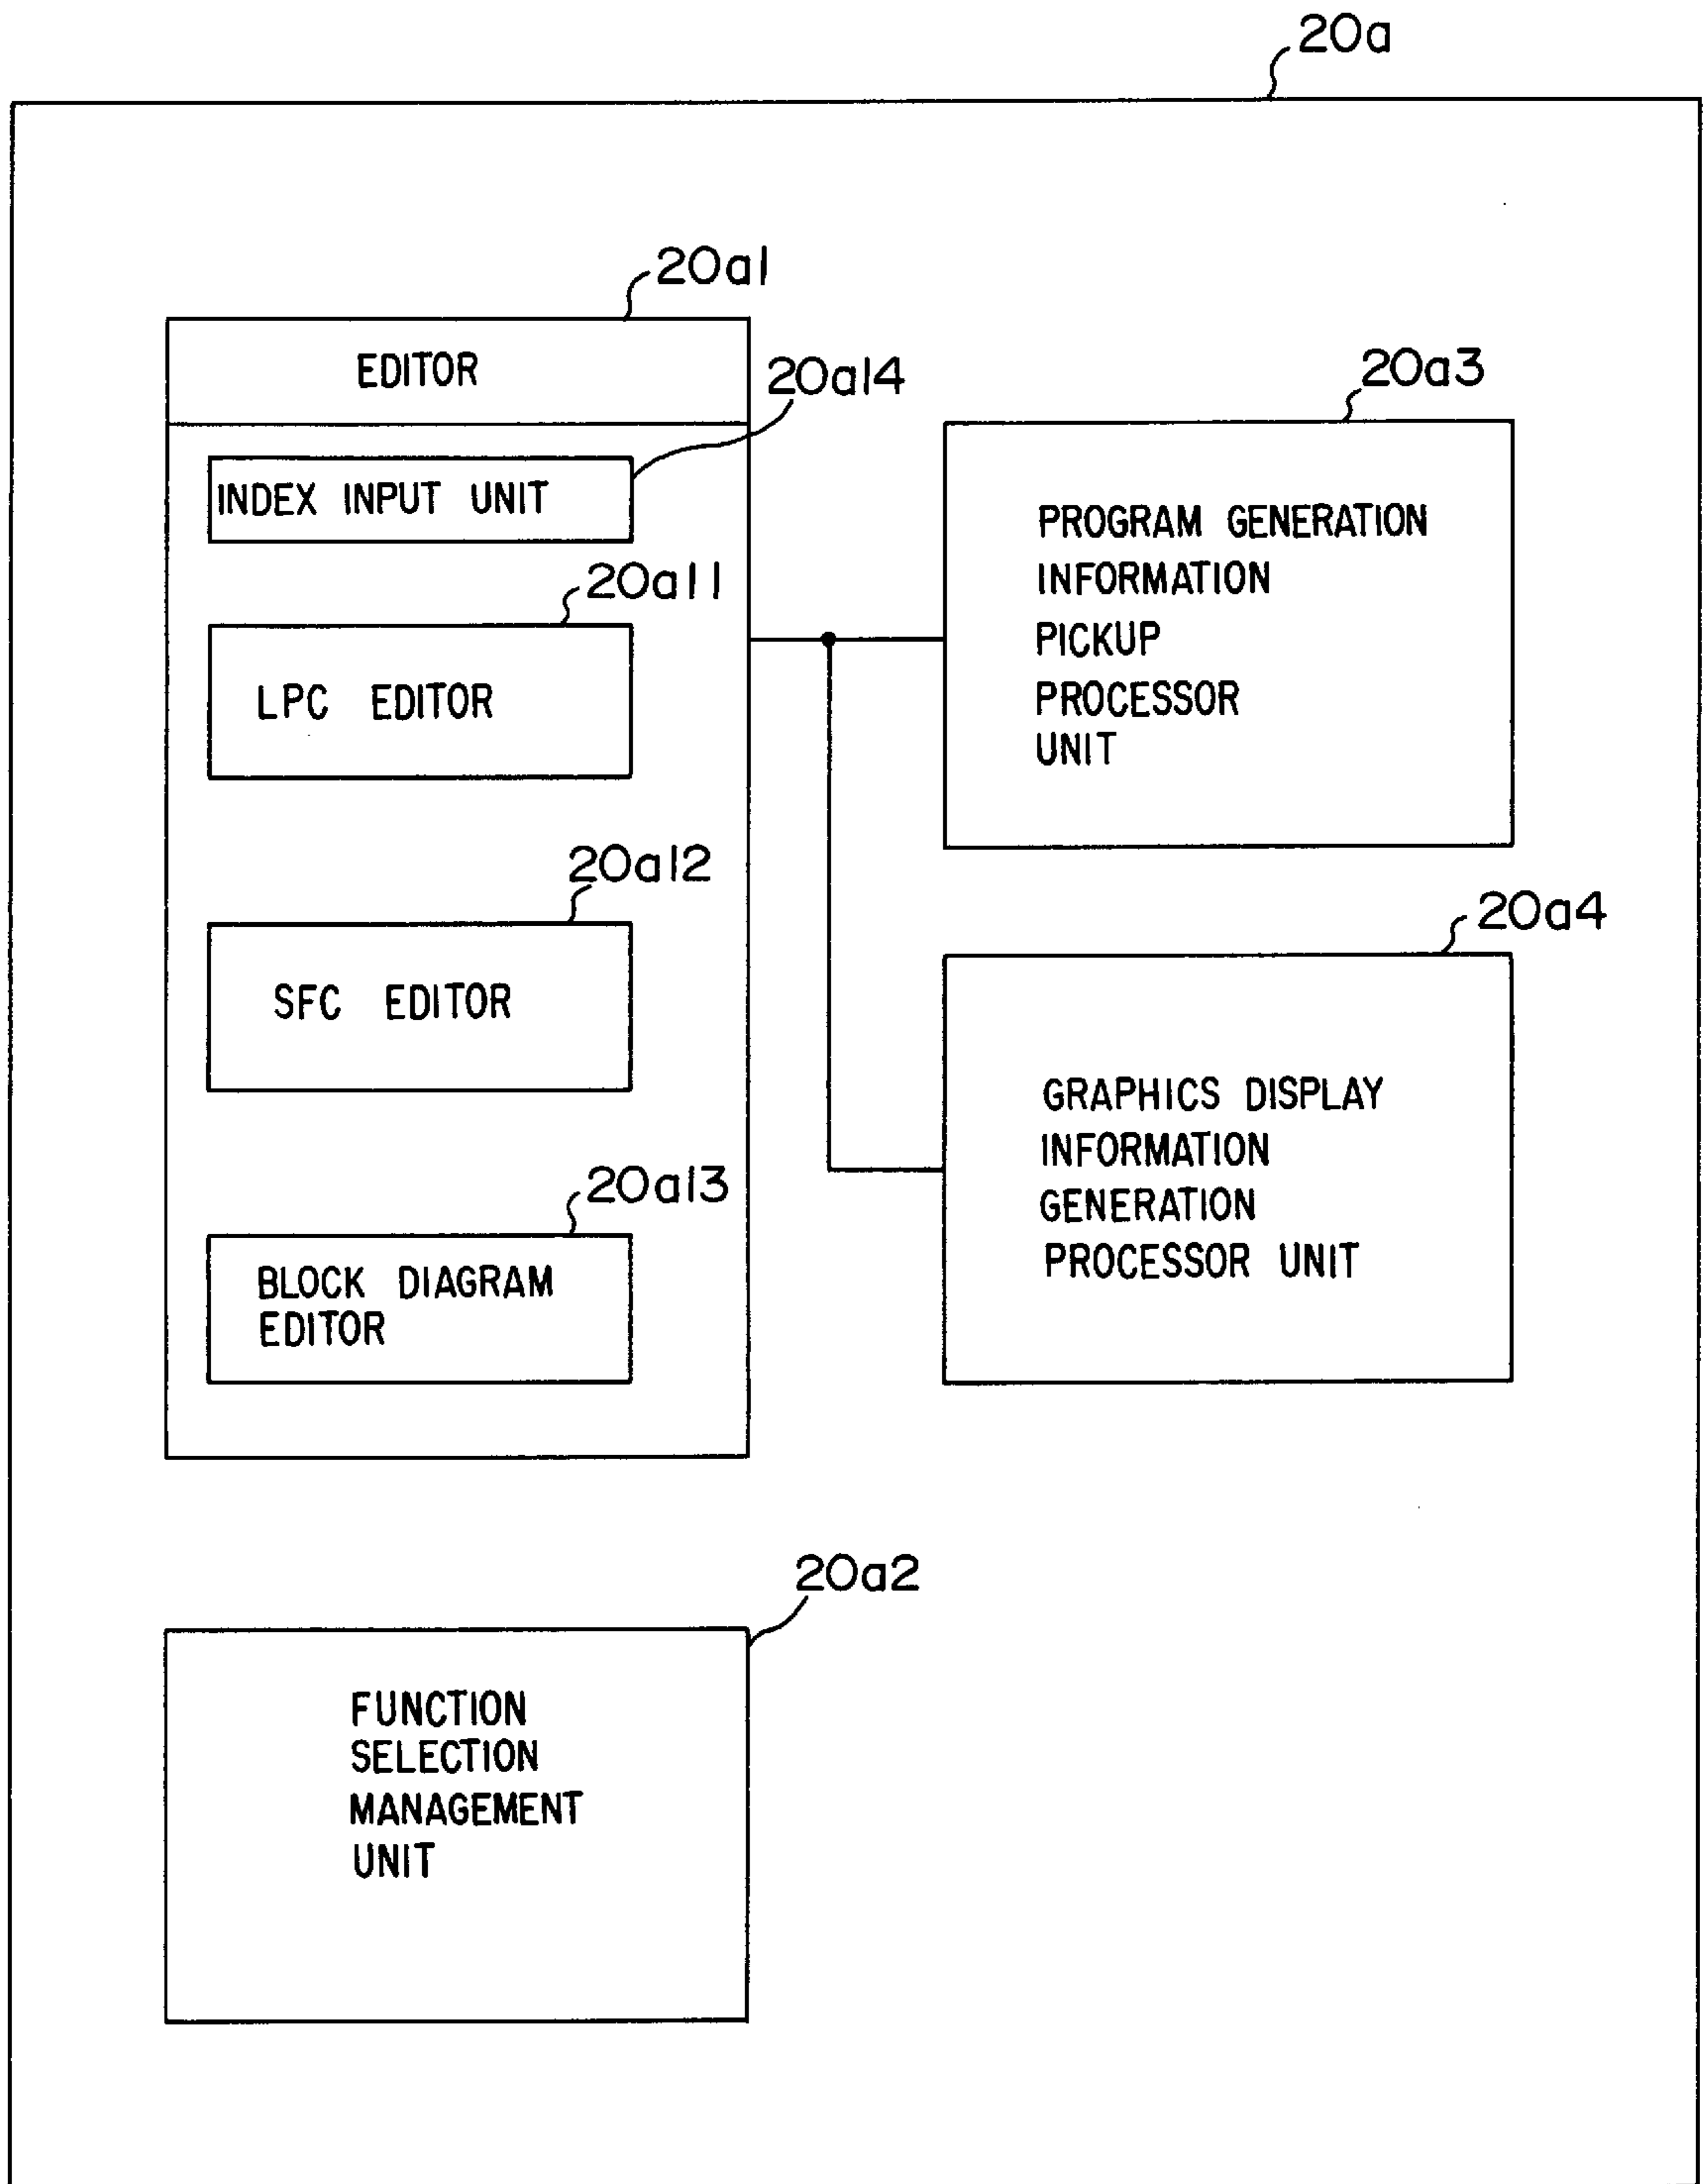 20a
20a1
EDITOR
20a14
INDEX INPUT UNIT
20a11
LPC EDITOR
20a12
SFC EDITOR
20a13
BLOCK DIAGRAM
EDITOR
20a3
PROGRAM GENERATION
INFORMATION
PICKUP
PROCESSOR
UNIT
20a4
GRAPHICS DISPLAY
INFORMATION
GENERATION
PROCESSOR UNIT
20a2
FUNCTION
SELECTION
MANAGEMENT
UNIT